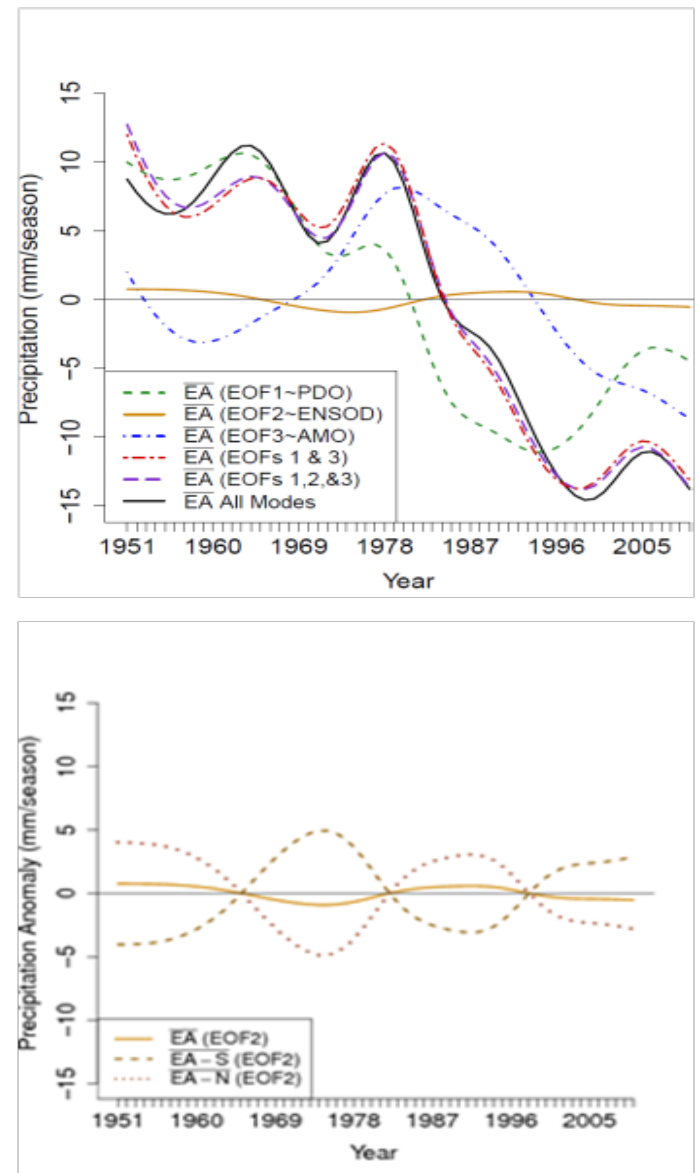 Precipitation (mm/season)
15
10
5
0
−5
−10
−15
EA (EOF1~PDO)
EA (EOF2~ENSOD)
EA (EOF3~AMO)
EA (EOFs 1 & 3)
EA (EOFs 1,2,&3)
EA All Modes
1951 1960 1969 1978 1987 1996 2005
Year
Precipitation Anomaly (mm/season)
15
10
5
0
−5
−10
−15
EA (EOF2)
EA − S (EOF2)
EA − N (EOF2)
1951 1960 1969 1978 1987 1996 2005
Year